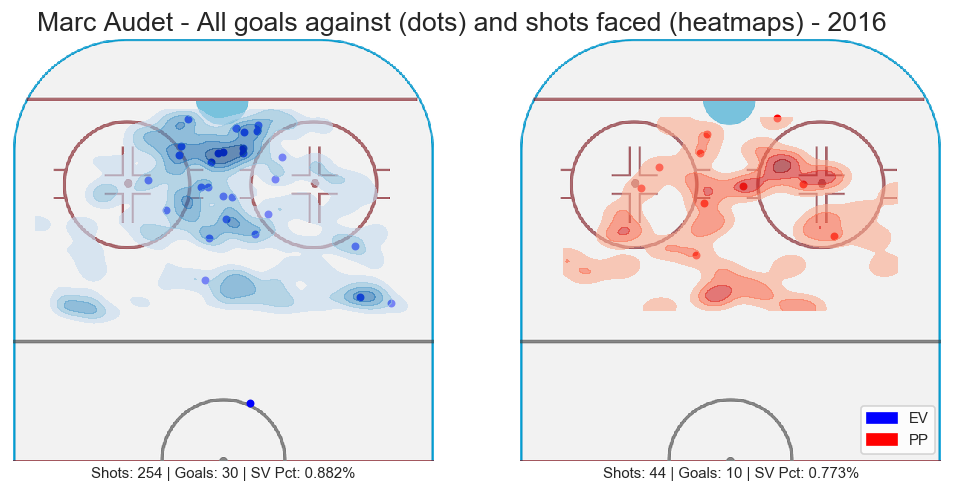 Marc Audet - All goals against (dots) and shots faced (heatmaps) - 2016
EV
PP
Shots: 254 | Goals: 30 | SV Pct: 0.882%
Shots: 44 | Goals: 10 | SV Pct: 0.773%